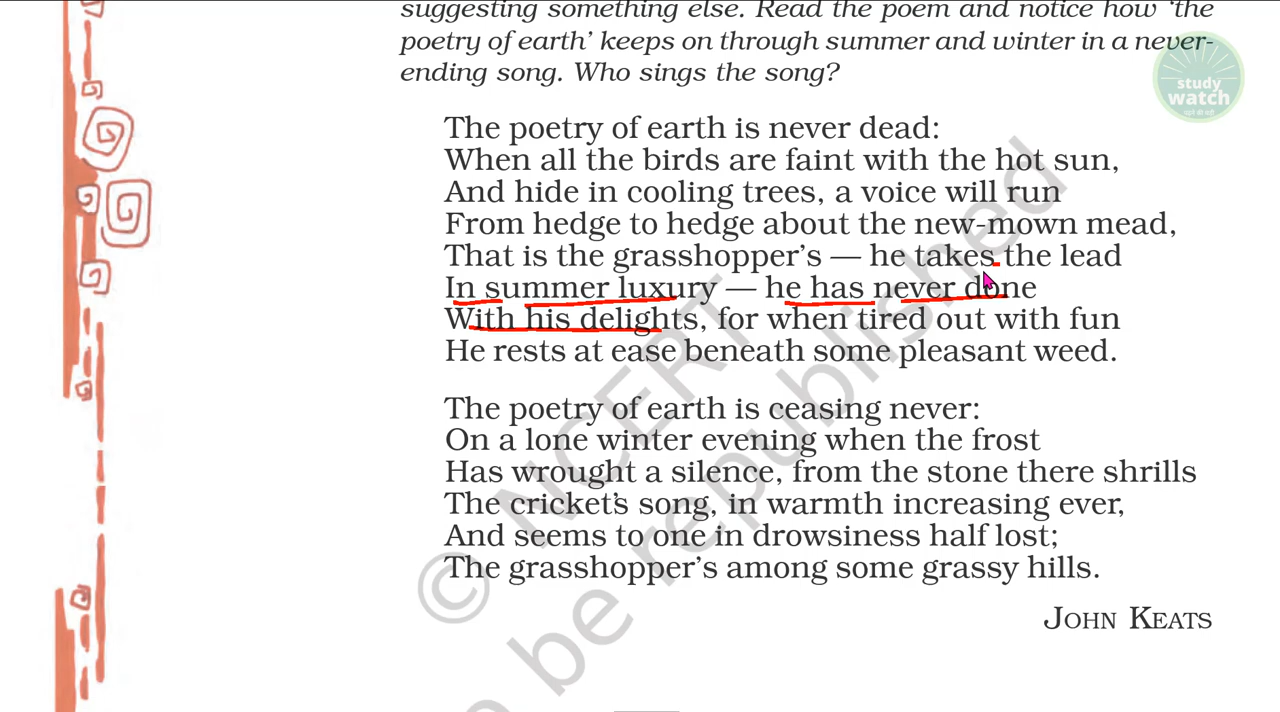 suggesting something else. Read the poem and notice how ‘the
poetry of earth’ keeps on through summer and winter in a never-
ending song. Who sings the song?
study
watch
The poetry of earth is never dead:
When all the birds are faint with the hot sun,
And hide in cooling trees, a voice will run
From hedge to hedge about the new-mown mead,
That is the grasshopper’s — he takes the lead
In summer luxury — he has never done
With his delights, for when tired out with fun
He rests at ease beneath some pleasant weed.
The poetry of earth is ceasing never:
On a lone winter evening when the frost
Has wrought a silence, from the stone there shrills
The cricket’s song, in warmth increasing ever,
And seems to one in drowsiness half lost;
The grasshopper’s among some grassy hills.
JOHN KEATS
© NCERT
be republished